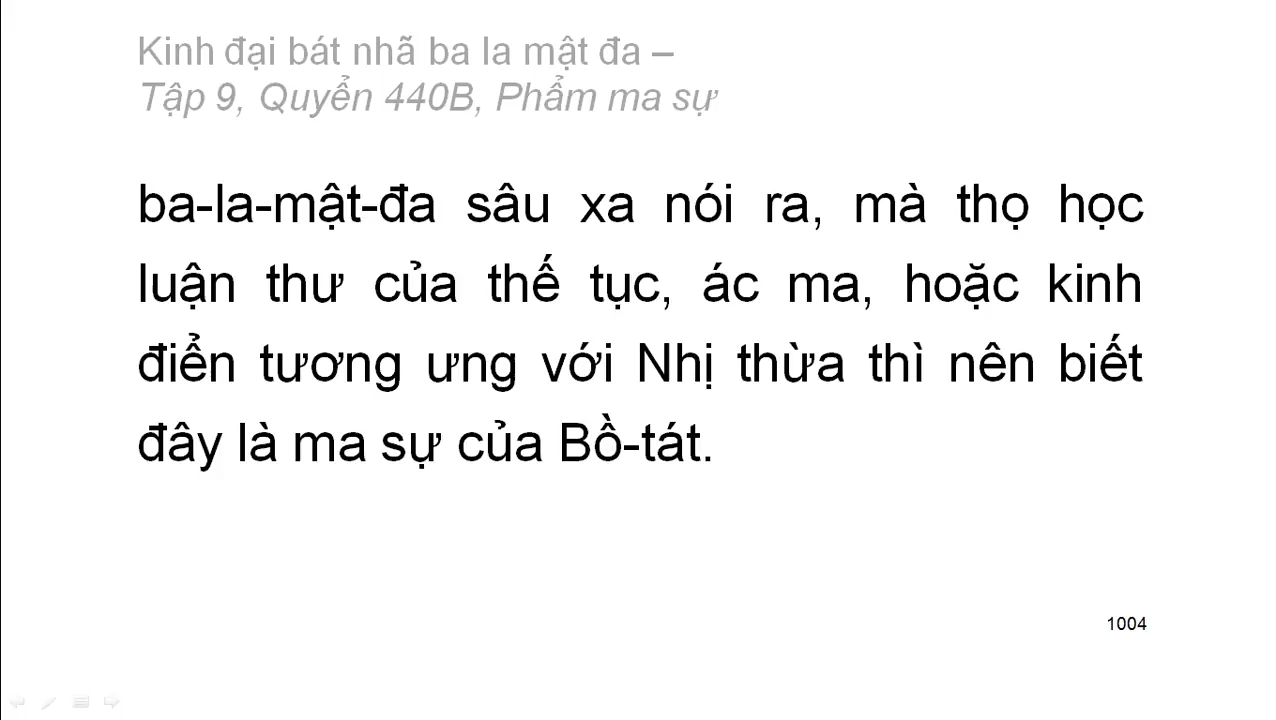 Kinh đại bát nhã ba la mật đa –
Tập 9, Quyển 440B, Phẩm ma sự
ba-la-mật-đa sâu xa nói ra, mà thọ học
luận thư của thế tục, ác ma, hoặc kinh
điển tương ưng với Nhị thừa thì nên biết
đây là ma sự của Bồ-tát.
1004